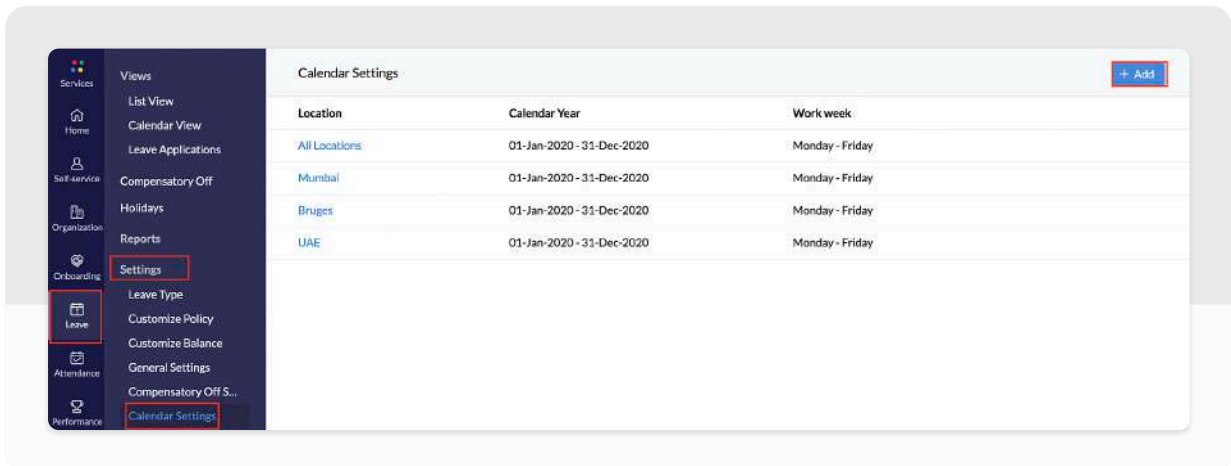 Services
Home
Self-service
Organization
Onboarding
Leave
Attendance
Performance
Views
List View
Calendar View
Leave Applications
Compensatory Off
Holidays
Reports
Settings
Leave Type
Customize Policy
Customize Balance
General Settings
Compensatory Off S...
Calendar Settings
Calendar Settings
+ Add
Location Calendar Year Work week
All Locations 01-Jan-2020 - 31-Dec-2020 Monday - Friday
Mumbai 01-Jan-2020 - 31-Dec-2020 Monday - Friday
Bruges 01-Jan-2020 - 31-Dec-2020 Monday - Friday
UAE 01-Jan-2020 - 31-Dec-2020 Monday - Friday